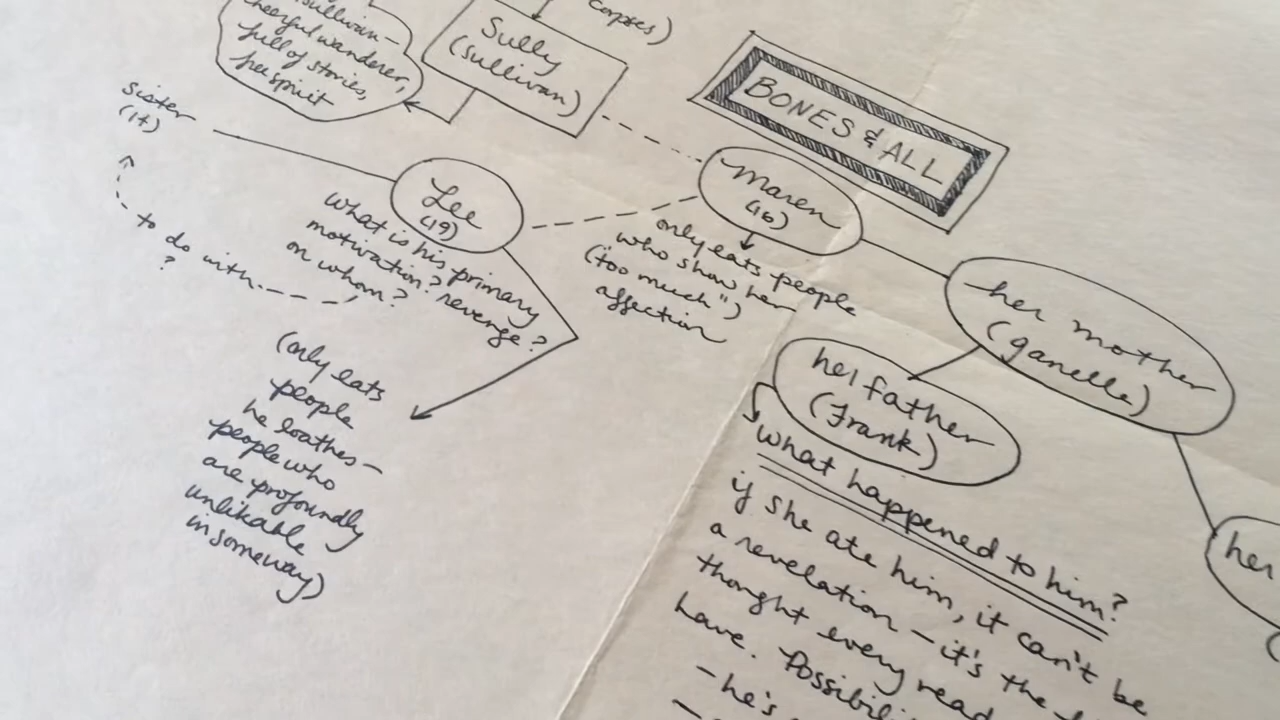 Sullivan—
cheerful wanderer,
full of stories,
free spirit
corpses)
Sully
(Sullivan)
BONES & ALL
Sister
(17)
to do with
?
Lee
(19)
what is his primary
motivation? revenge?
on whom?
(only eats
people
he loathes—
people who
are profoundly
unlikable
in some way)
Maren
(16)
only eats people
who show her
("too much")
affection
her mother
(Janelle)
her father
(Frank)
what happened to him?
if she ate him, it can't be
a revelation — it's the
thought every
have.
— he's
her